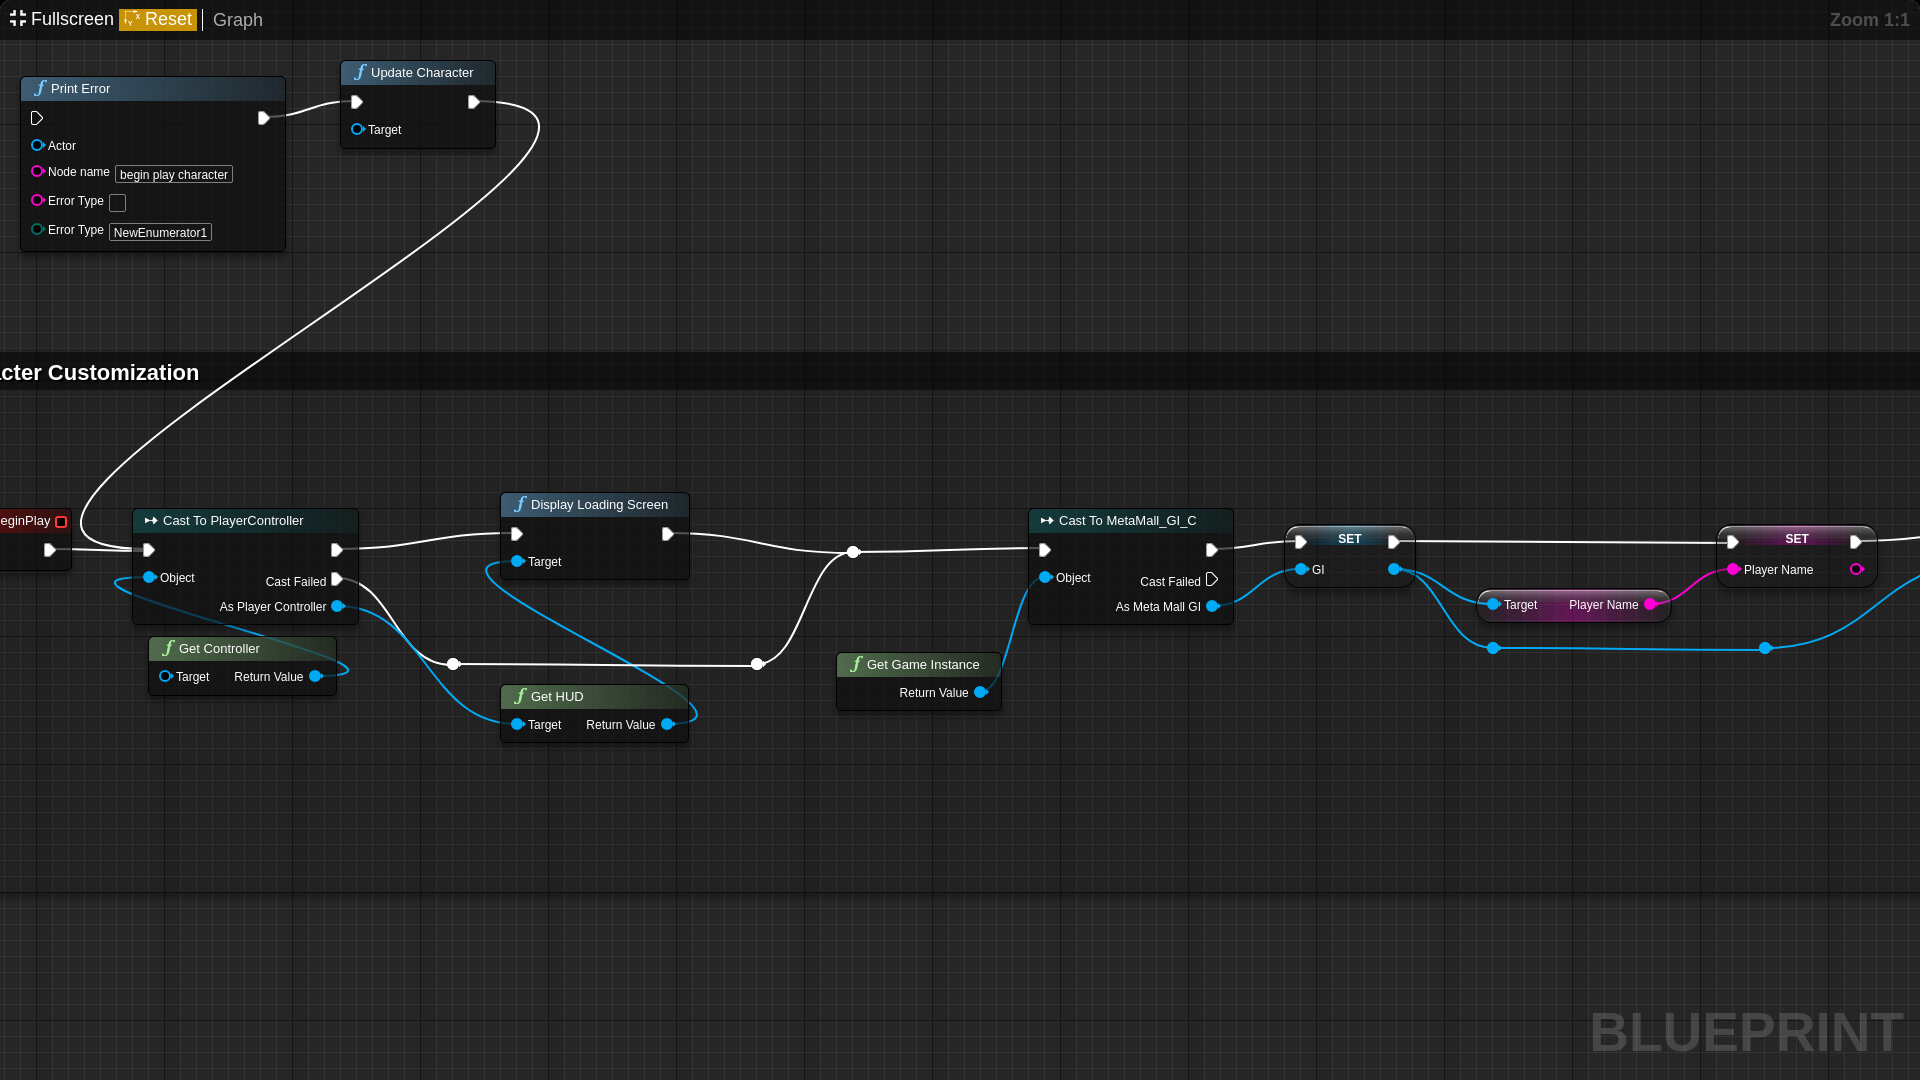 Fullscreen Reset Graph
Zoom 1:1
Print Error
Actor
Node name begin play character
Error Type
Error Type NewEnumerator1
Update Character
Target
cter Customization
eginPlay
Cast To PlayerController
Object
Cast Failed
As Player Controller
Get Controller
Target Return Value
Display Loading Screen
Target
Get HUD
Target Return Value
Get Game Instance
Return Value
Cast To MetaMall_GI_C
Object
Cast Failed
As Meta Mall GI
SET
GI
Target Player Name
SET
Player Name
BLUEPRINT